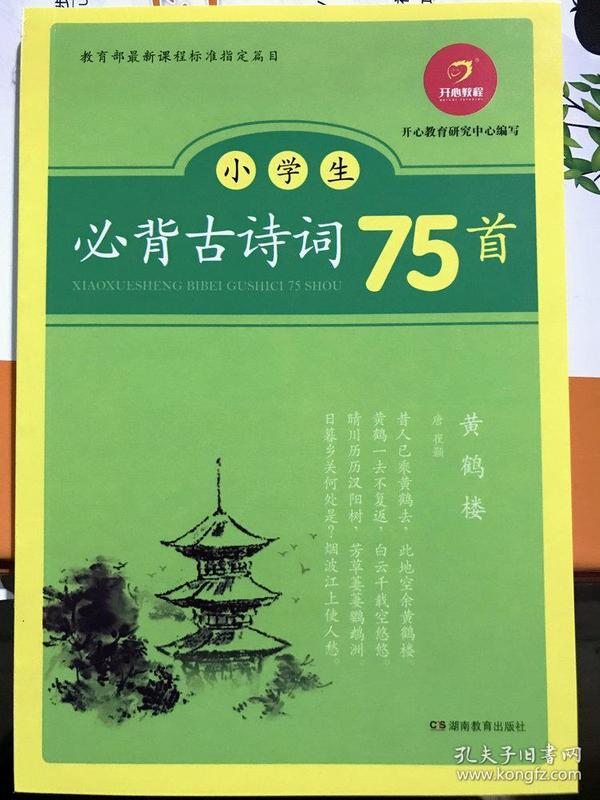 教育部最新课程标准指定篇目
开心教程
开心教育研究中心编写
小学生
必背古诗词75首
XIAOXUESHENG BIBEI GUSHICI 75 SHOU
黄鹤楼
唐 崔颢
昔人已乘黄鹤去，此地空余黄鹤楼。
黄鹤一去不复返，白云千载空悠悠。
晴川历历汉阳树，芳草萋萋鹦鹉洲。
日暮乡关何处是？烟波江上使人愁。
湖南教育出版社
孔夫子旧书网
www.kongfz.com